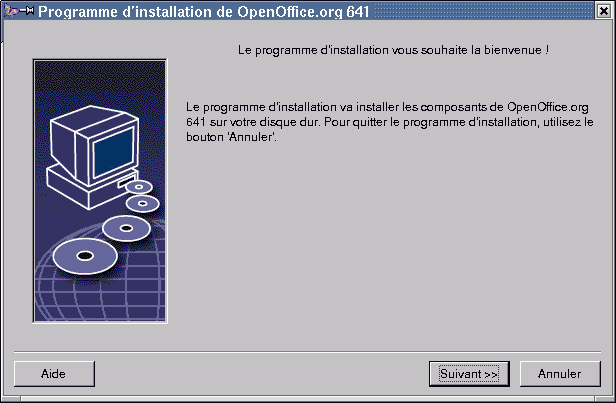 Programme d'installation de OpenOffice.org 641
Le programme d'installation vous souhaite la bienvenue !
Le programme d'installation va installer les composants de OpenOffice.org
641 sur votre disque dur. Pour quitter le programme d'installation, utilisez le
bouton 'Annuler'.
Aide
Suivant >>
Annuler